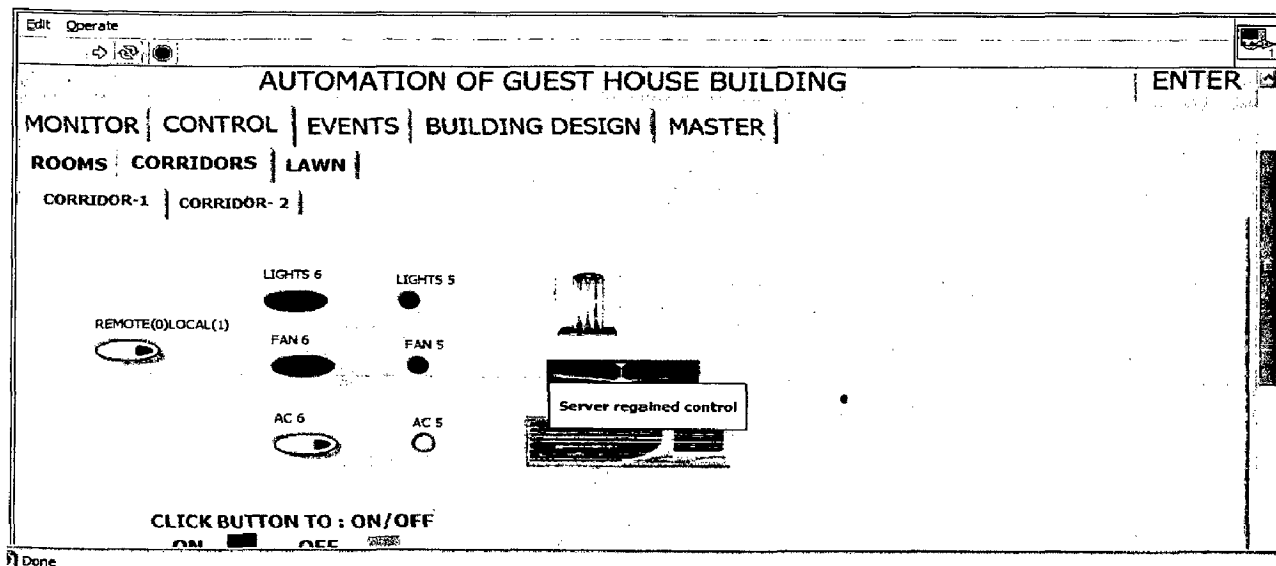 Edit Operate
AUTOMATION OF GUEST HOUSE BUILDING ENTER
MONITOR CONTROL EVENTS BUILDING DESIGN MASTER
ROOMS CORRIDORS LAWN
CORRIDOR-1 CORRIDOR- 2
LIGHTS 6 LIGHTS 5
REMOTE(0)LOCAL(1)
FAN 6 FAN 5
Server regained control
AC 6 AC 5
CLICK BUTTON TO : ON/OFF
ON OFF
Done